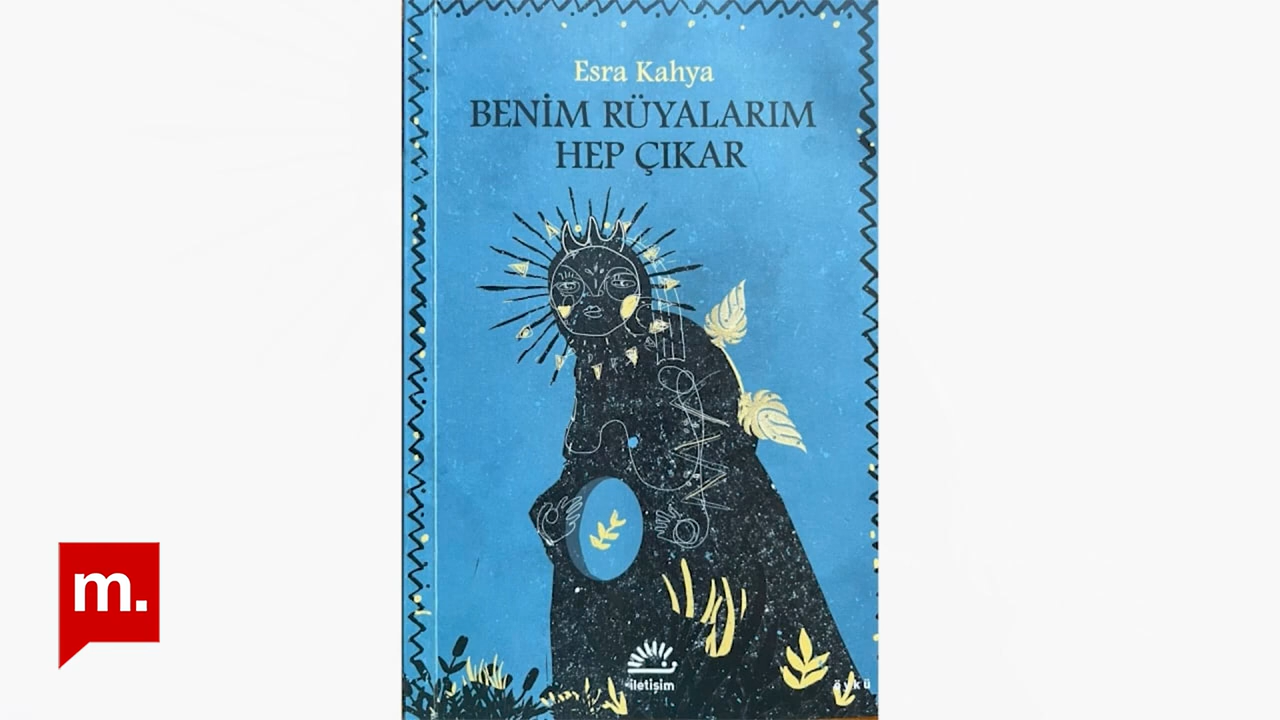 Esra Kahya
BENİM RÜYALARIM
HEP ÇIKAR
m.
iletişim
öykü